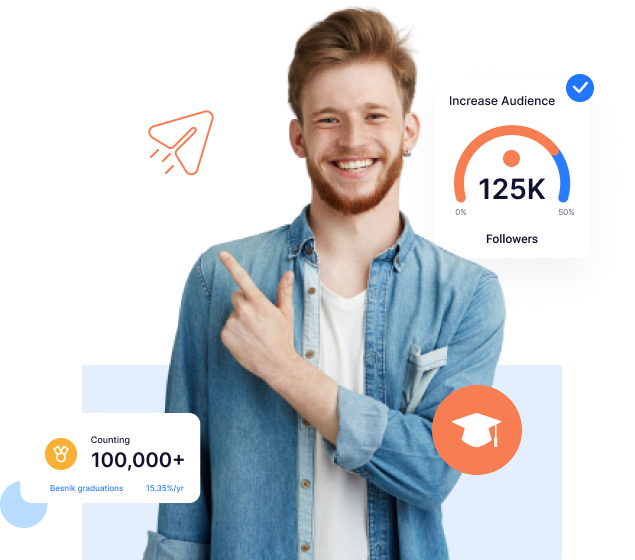 Increase Audience
125K
0% 50%
Followers
Counting
100,000+
Besnik graduations 15.35%/yr